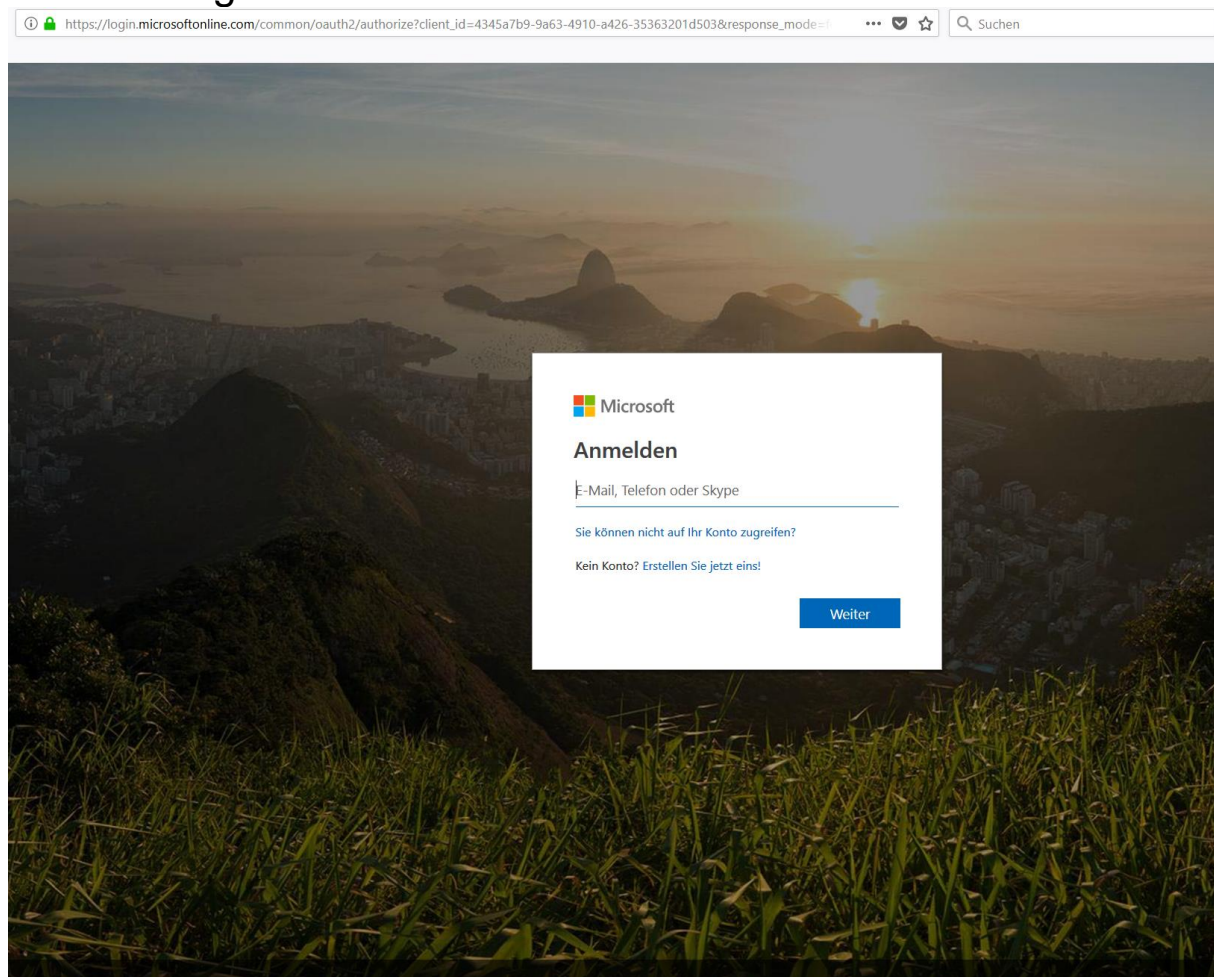 https://login.microsoftonline.com/common/oauth2/authorize?client_id=4345a7b9-9a63-4910-a426-35363201d503&response_mode=
Suchen
Microsoft
Anmelden
E-Mail, Telefon oder Skype
Sie können nicht auf Ihr Konto zugreifen?
Kein Konto? Erstellen Sie jetzt eins!
Weiter